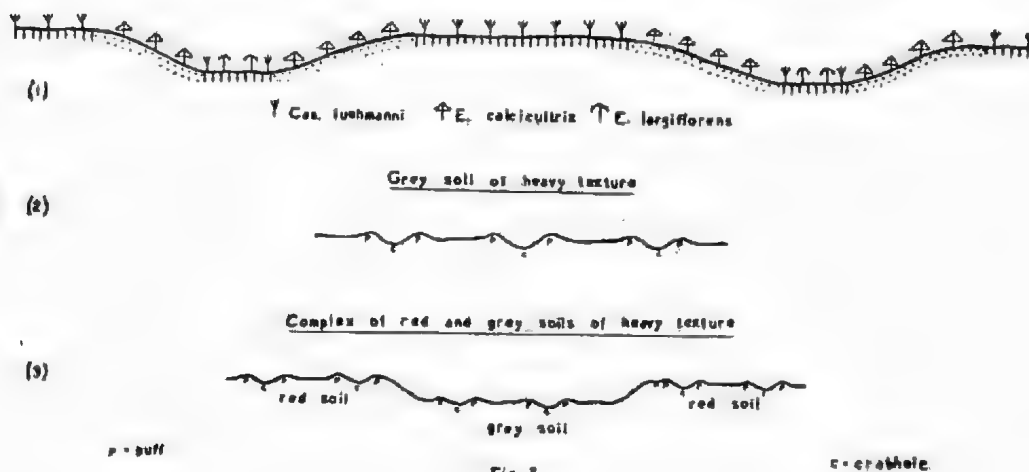 (1)
Cas. luehmanni E. calcicultrix E. largiflorens
Grey soil of heavy texture
(2)
p c p p c p p c p
Complex of red and grey soils of heavy texture
(3)
red soil
red soil
grey soil
p = puff
c = crabhole